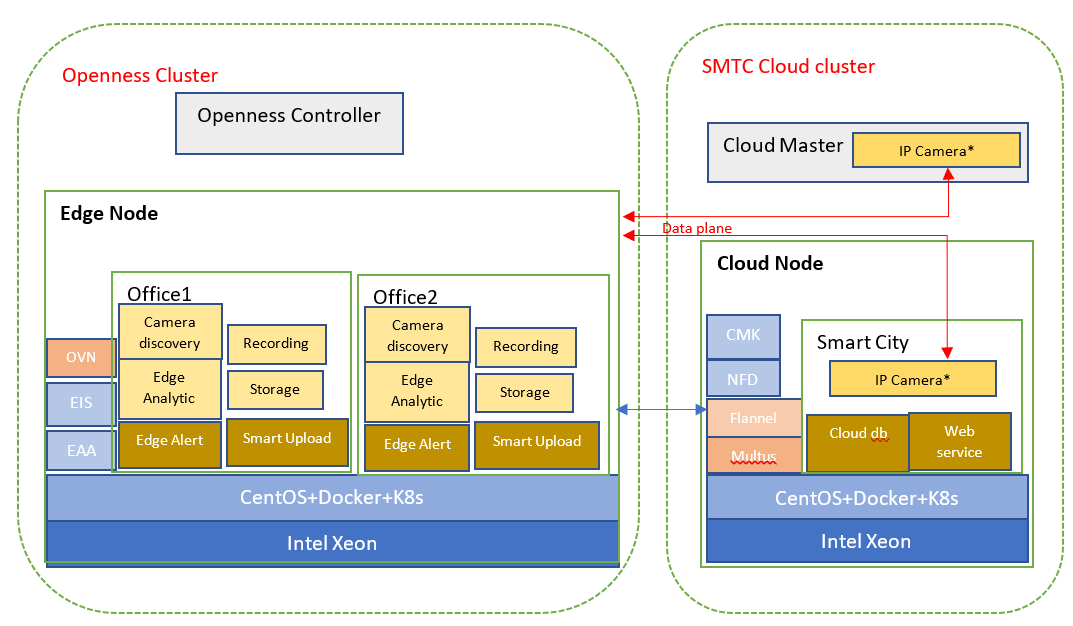 Openness Cluster
Openness Controller
Edge Node
Office1
Camera
discovery
Recording
Edge
Analytic
Storage
Edge Alert
Smart Upload
Office2
Camera
discovery
Recording
Edge
Analytic
Storage
Edge Alert
Smart Upload
OVN
EIS
EAA
CentOS+Docker+K8s
Intel Xeon
Data plane
SMTC Cloud cluster
Cloud Master
IP Camera*
Cloud Node
CMK
NFD
Flannel
Multus
Smart City
IP Camera*
Cloud db
Web
service
CentOS+Docker+K8s
Intel Xeon